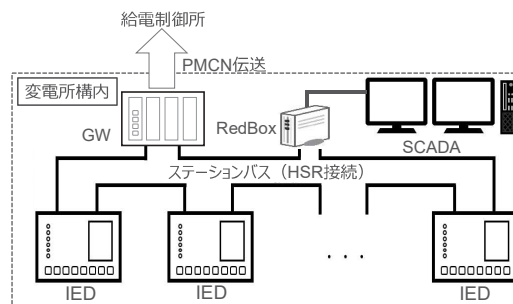 給電制御所
PMCN伝送
変電所構内
GW
RedBox
SCADA
ステーションバス（HSR接続）
・・・
IED
IED
IED